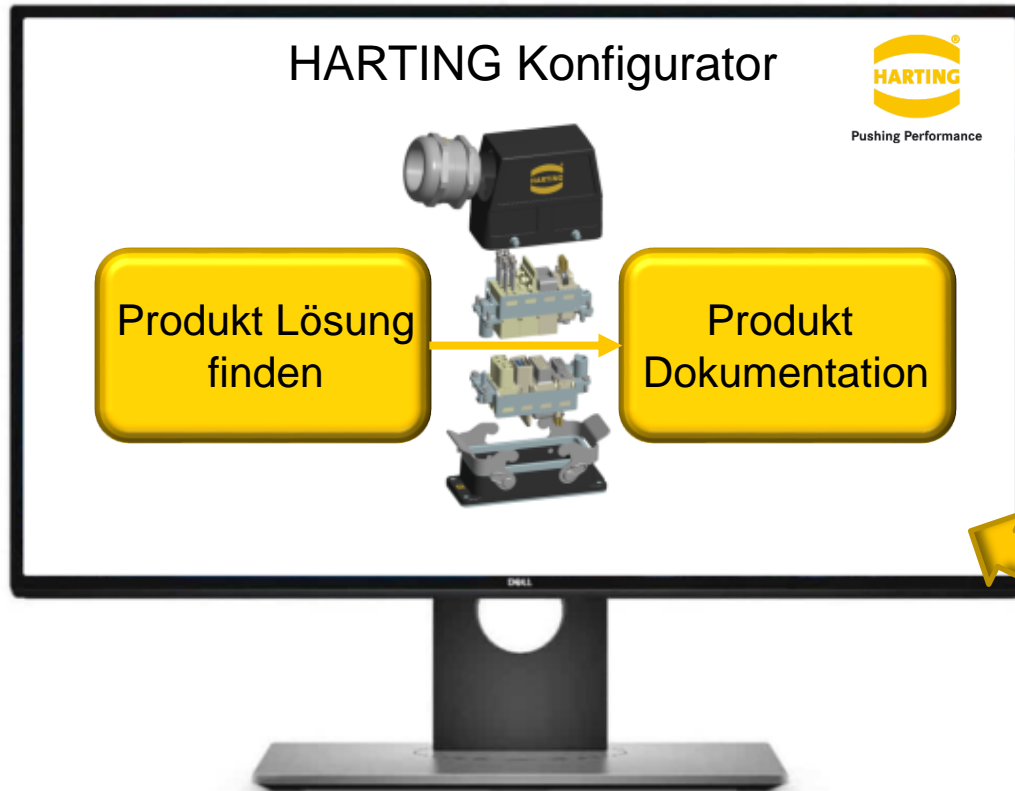 HARTING Konfigurator
HARTING
®
Pushing Performance
HARTING
Produkt Lösung
finden
Produkt
Dokumentation
DELL